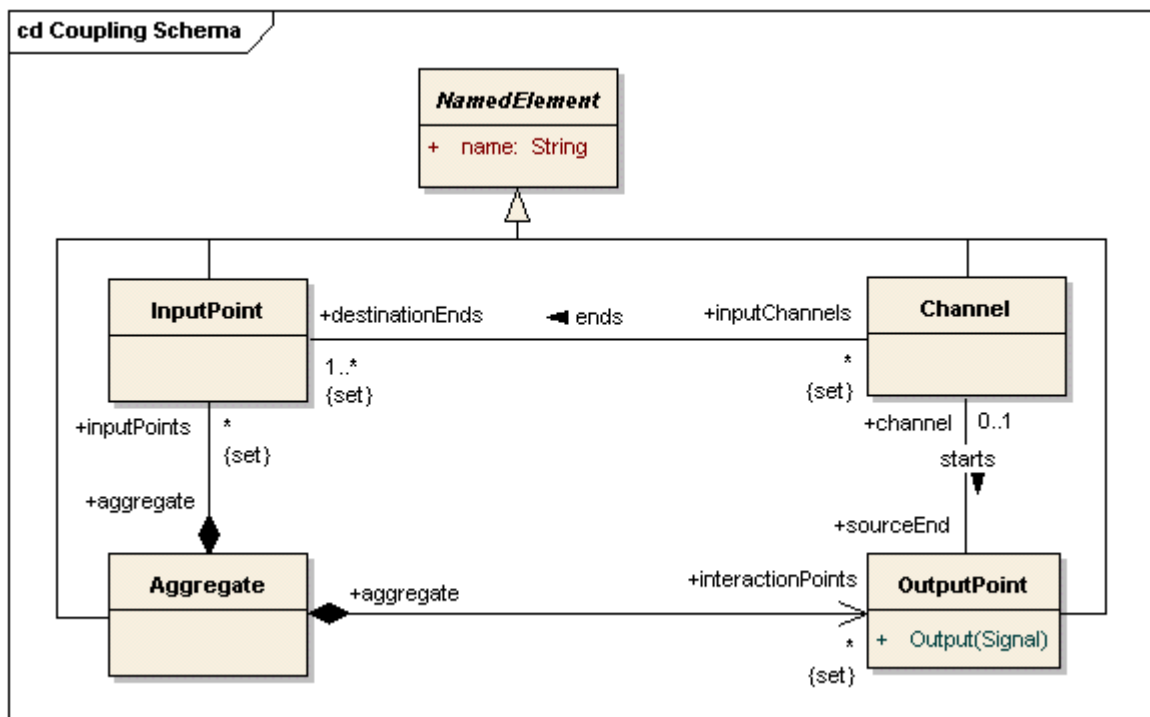 cd Coupling Schema
NamedElement
+ name: String
InputPoint
+destinationEnds
ends
+inputChannels
Channel
1..*
{set}
*
{set}
+inputPoints
*
{set}
+channel
0..1
starts
+aggregate
+sourceEnd
Aggregate
+aggregate
+interactionPoints
OutputPoint
+ Output(Signal)
*
{set}